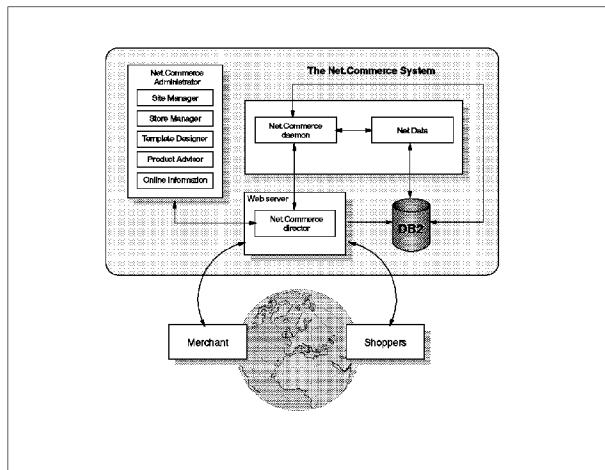 Net.Commerce
Administrator
Site Manager
Store Manager
Template Designer
Product Advisor
Online Information
The Net.Commerce System
Net.Commerce
daemon
Net.Data
Web server
Net.Commerce
director
DB2
Merchant
Shoppers